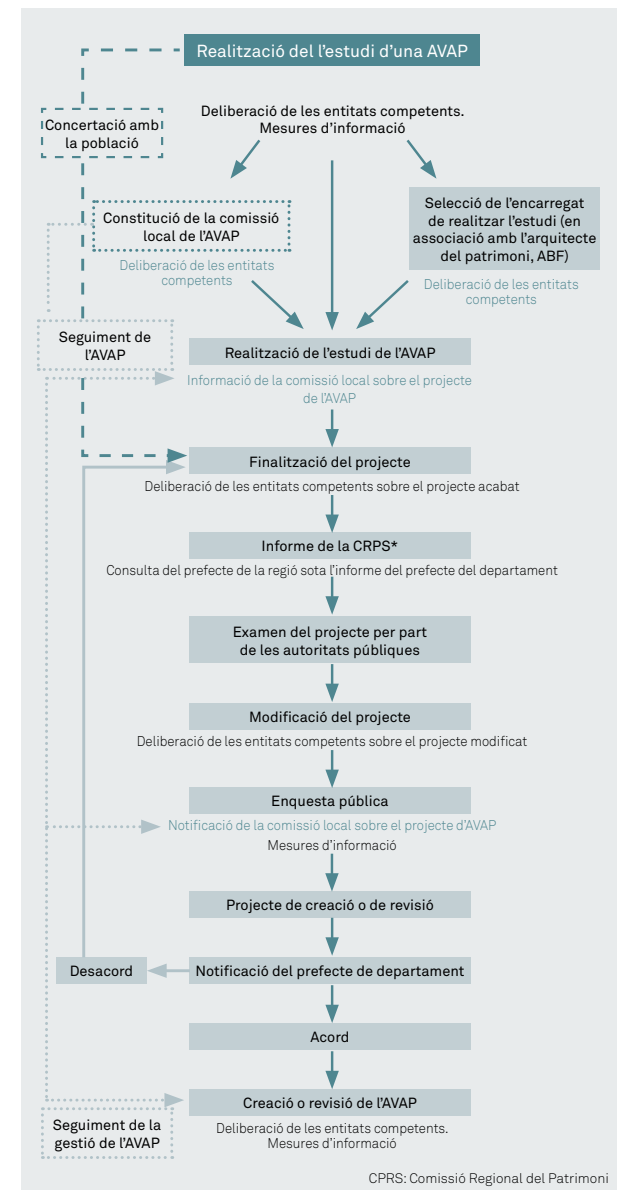 Realització del l'estudi d'una AVAP
Deliberació de les entitats competents.
Mesures d'informació
Concertació amb
la població
Constitució de la comissió
local de l'AVAP
Deliberació de les entitats
competents
Selecció de l'encarregat
de realitzar l'estudi (en
associació amb l'arquitecte
del patrimoni, ABF)
Deliberació de les entitats
competents
Seguiment de
l'AVAP
Realització de l'estudi de l'AVAP
Informació de la comissió local sobre el projecte
de l'AVAP
Finalització del projecte
Deliberació de les entitats competents sobre el projecte acabat
Informe de la CRPS*
Consulta del prefecte de la regió sota l'informe del prefecte del departament
Examen del projecte per part
de les autoritats públiques
Modificació del projecte
Deliberació de les entitats competents sobre el projecte modificat
Enquesta pública
Notificació de la comissió local sobre el projecte d'AVAP
Mesures d'informació
Projecte de creació o de revisió
Desacord
Notificació del prefecte de departament
Acord
Creació o revisió de l'AVAP
Seguiment de la
gestió de l'AVAP
Deliberació de les entitats competents.
Mesures d'informació
CPRS: Comissió Regional del Patrimoni